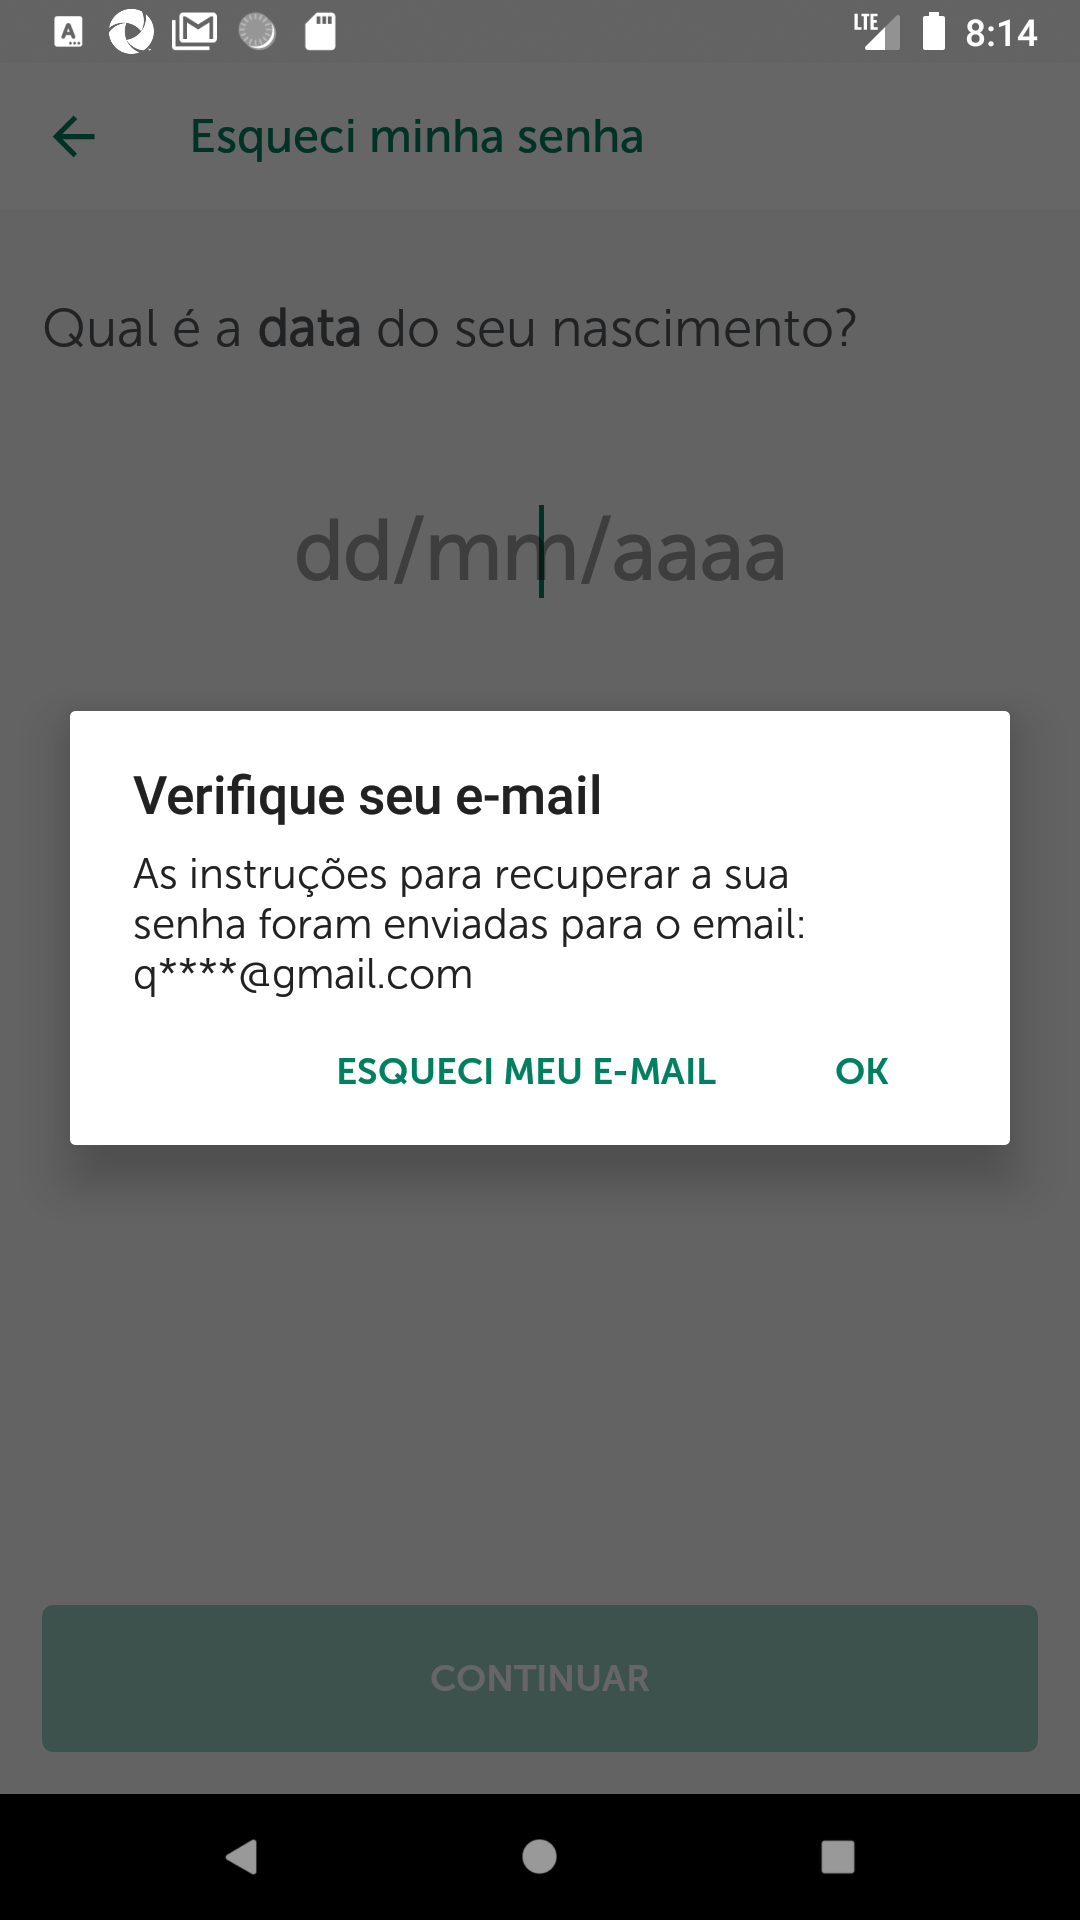 LTE 8:14
Esqueci minha senha
Qual é a data do seu nascimento?
dd/mm/aaaa
Verifique seu e-mail
As instruções para recuperar a sua
senha foram enviadas para o email:
q****@gmail.com
ESQUECI MEU E-MAIL OK
CONTINUAR